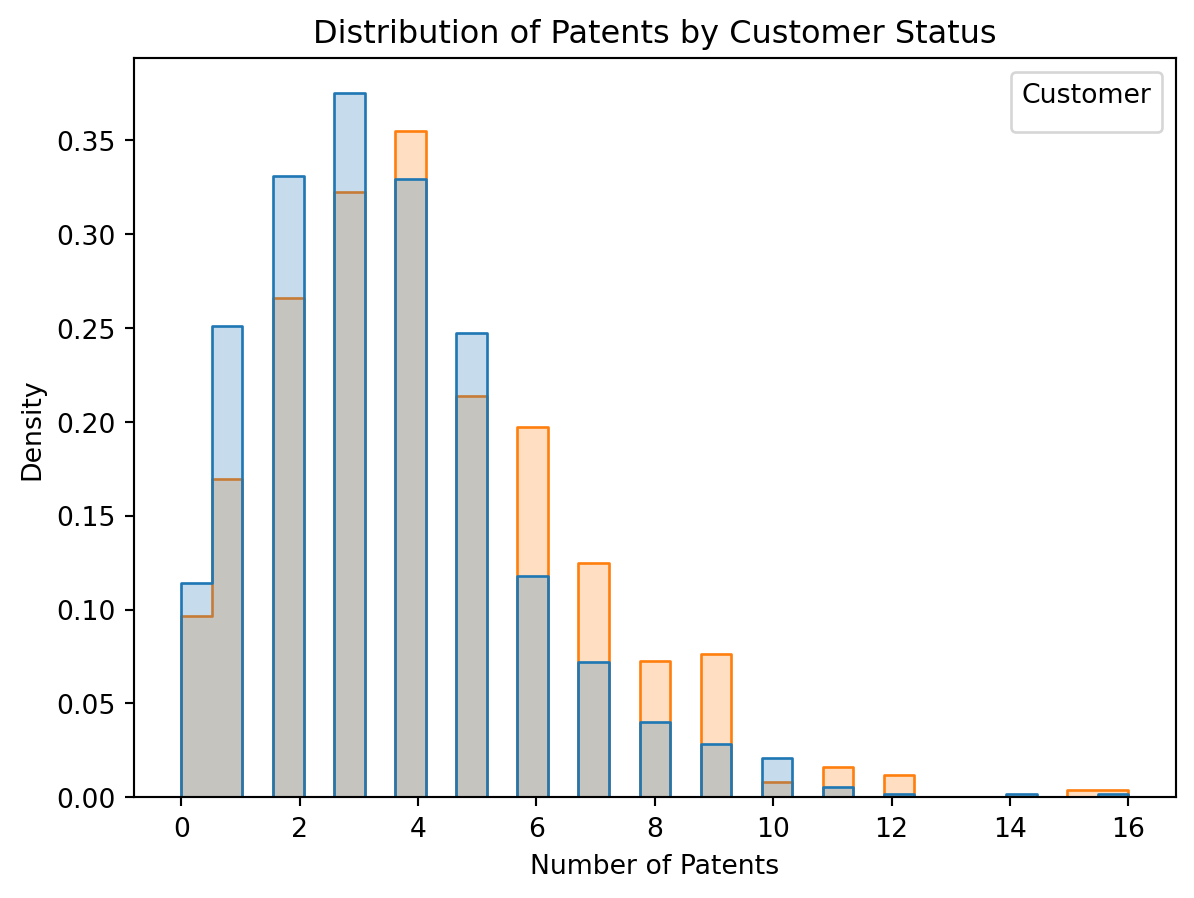 Distribution of Patents by Customer Status
Customer
Density
0.35
0.30
0.25
0.20
0.15
0.10
0.05
0.00
0 2 4 6 8 10 12 14 16
Number of Patents